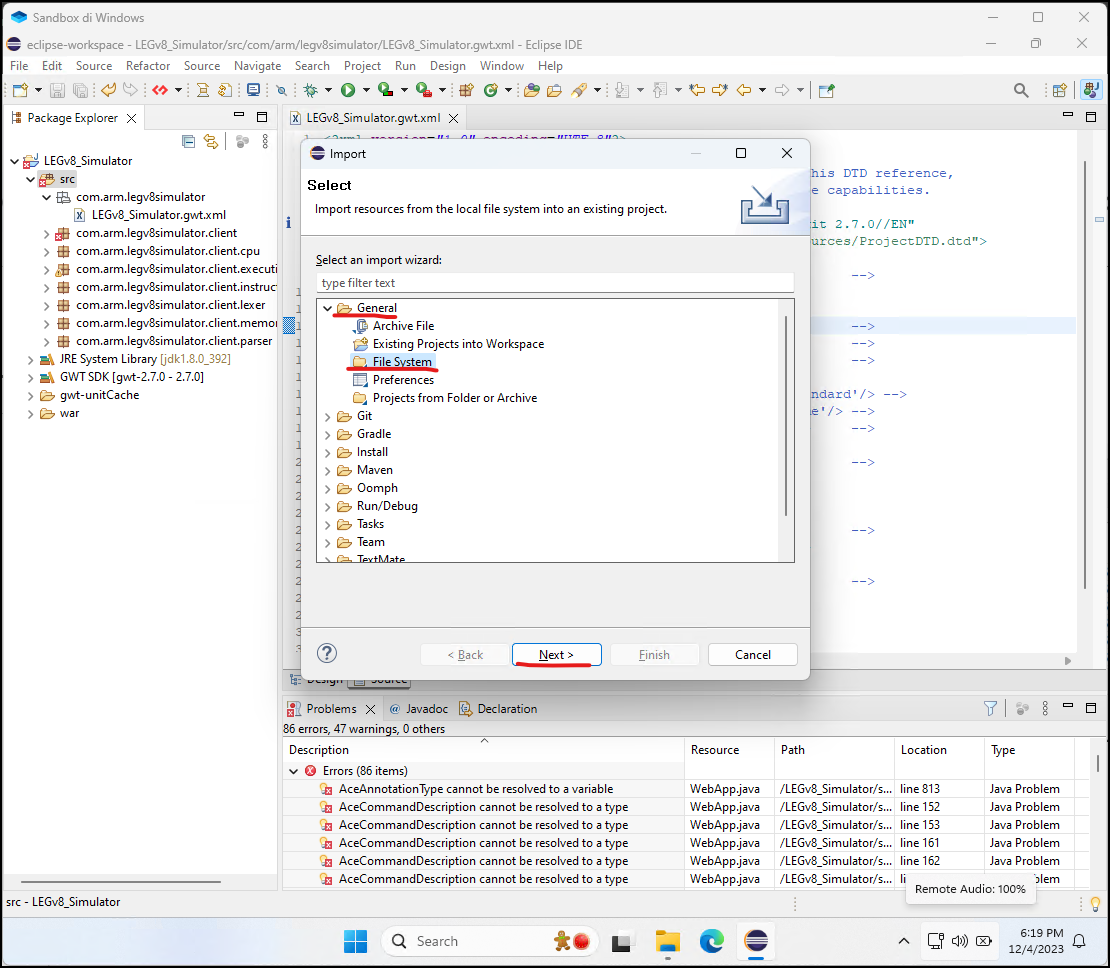 Sandbox di Windows
eclipse-workspace - LEGv8_Simulator/src/com/arm/legv8simulator/LEGv8_Simulator.gwt.xml - Eclipse IDE
File Edit Source Refactor Source Navigate Search Project Run Design Window Help
Package Explorer
LEGv8_Simulator
src
com.arm.legv8simulator
LEGv8_Simulator.gwt.xml
com.arm.legv8simulator.client
com.arm.legv8simulator.client.cpu
com.arm.legv8simulator.client.executi
com.arm.legv8simulator.client.instruc
com.arm.legv8simulator.client.lexer
com.arm.legv8simulator.client.memo
com.arm.legv8simulator.client.parser
JRE System Library [jdk1.8.0_392]
GWT SDK [gwt-2.7.0 - 2.7.0]
gwt-unitCache
war
LEGv8_Simulator.gwt.xml
his DTD reference,
e capabilities.
it 2.7.0//EN"
urces/ProjectDTD.dtd">
-->
-->
-->
-->
ndard'/> -->
e'/> -->
-->
-->
-->
-->
Import
Select
Import resources from the local file system into an existing project.
Select an import wizard:
type filter text
General
Archive File
Existing Projects into Workspace
File System
Preferences
Projects from Folder or Archive
Git
Gradle
Install
Maven
Oomph
Run/Debug
Tasks
Team
TextMate
? < Back Next > Finish Cancel
Design Source
Problems @ Javadoc Declaration
86 errors, 47 warnings, 0 others
Description Resource Path Location Type
Errors (86 items)
AceAnnotationType cannot be resolved to a variable WebApp.java /LEGv8_Simulator/s... line 813 Java Problem
AceCommandDescription cannot be resolved to a type WebApp.java /LEGv8_Simulator/s... line 152 Java Problem
AceCommandDescription cannot be resolved to a type WebApp.java /LEGv8_Simulator/s... line 153 Java Problem
AceCommandDescription cannot be resolved to a type WebApp.java /LEGv8_Simulator/s... line 161 Java Problem
AceCommandDescription cannot be resolved to a type WebApp.java /LEGv8_Simulator/s... line 162 Java Problem
AceCommandDescription cannot be resolved to a type WebApp.java /LEGv8_Simulator/s...
Remote Audio: 100%
src - LEGv8_Simulator
Search
6:19 PM
12/4/2023